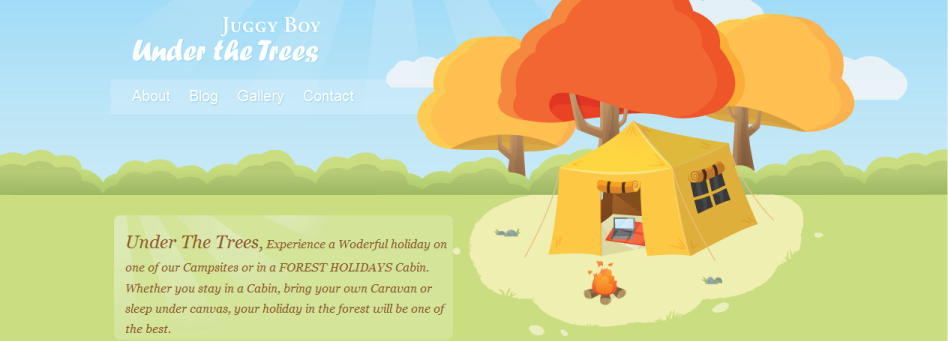 Juggy Boy
Under the Trees
About Blog Gallery Contact
Under The Trees, Experience a Woderful holiday on
one of our Campsites or in a FOREST HOLIDAYS Cabin.
Whether you stay in a Cabin, bring your own Caravan or
sleep under canvas, your holiday in the forest will be one of
the best.